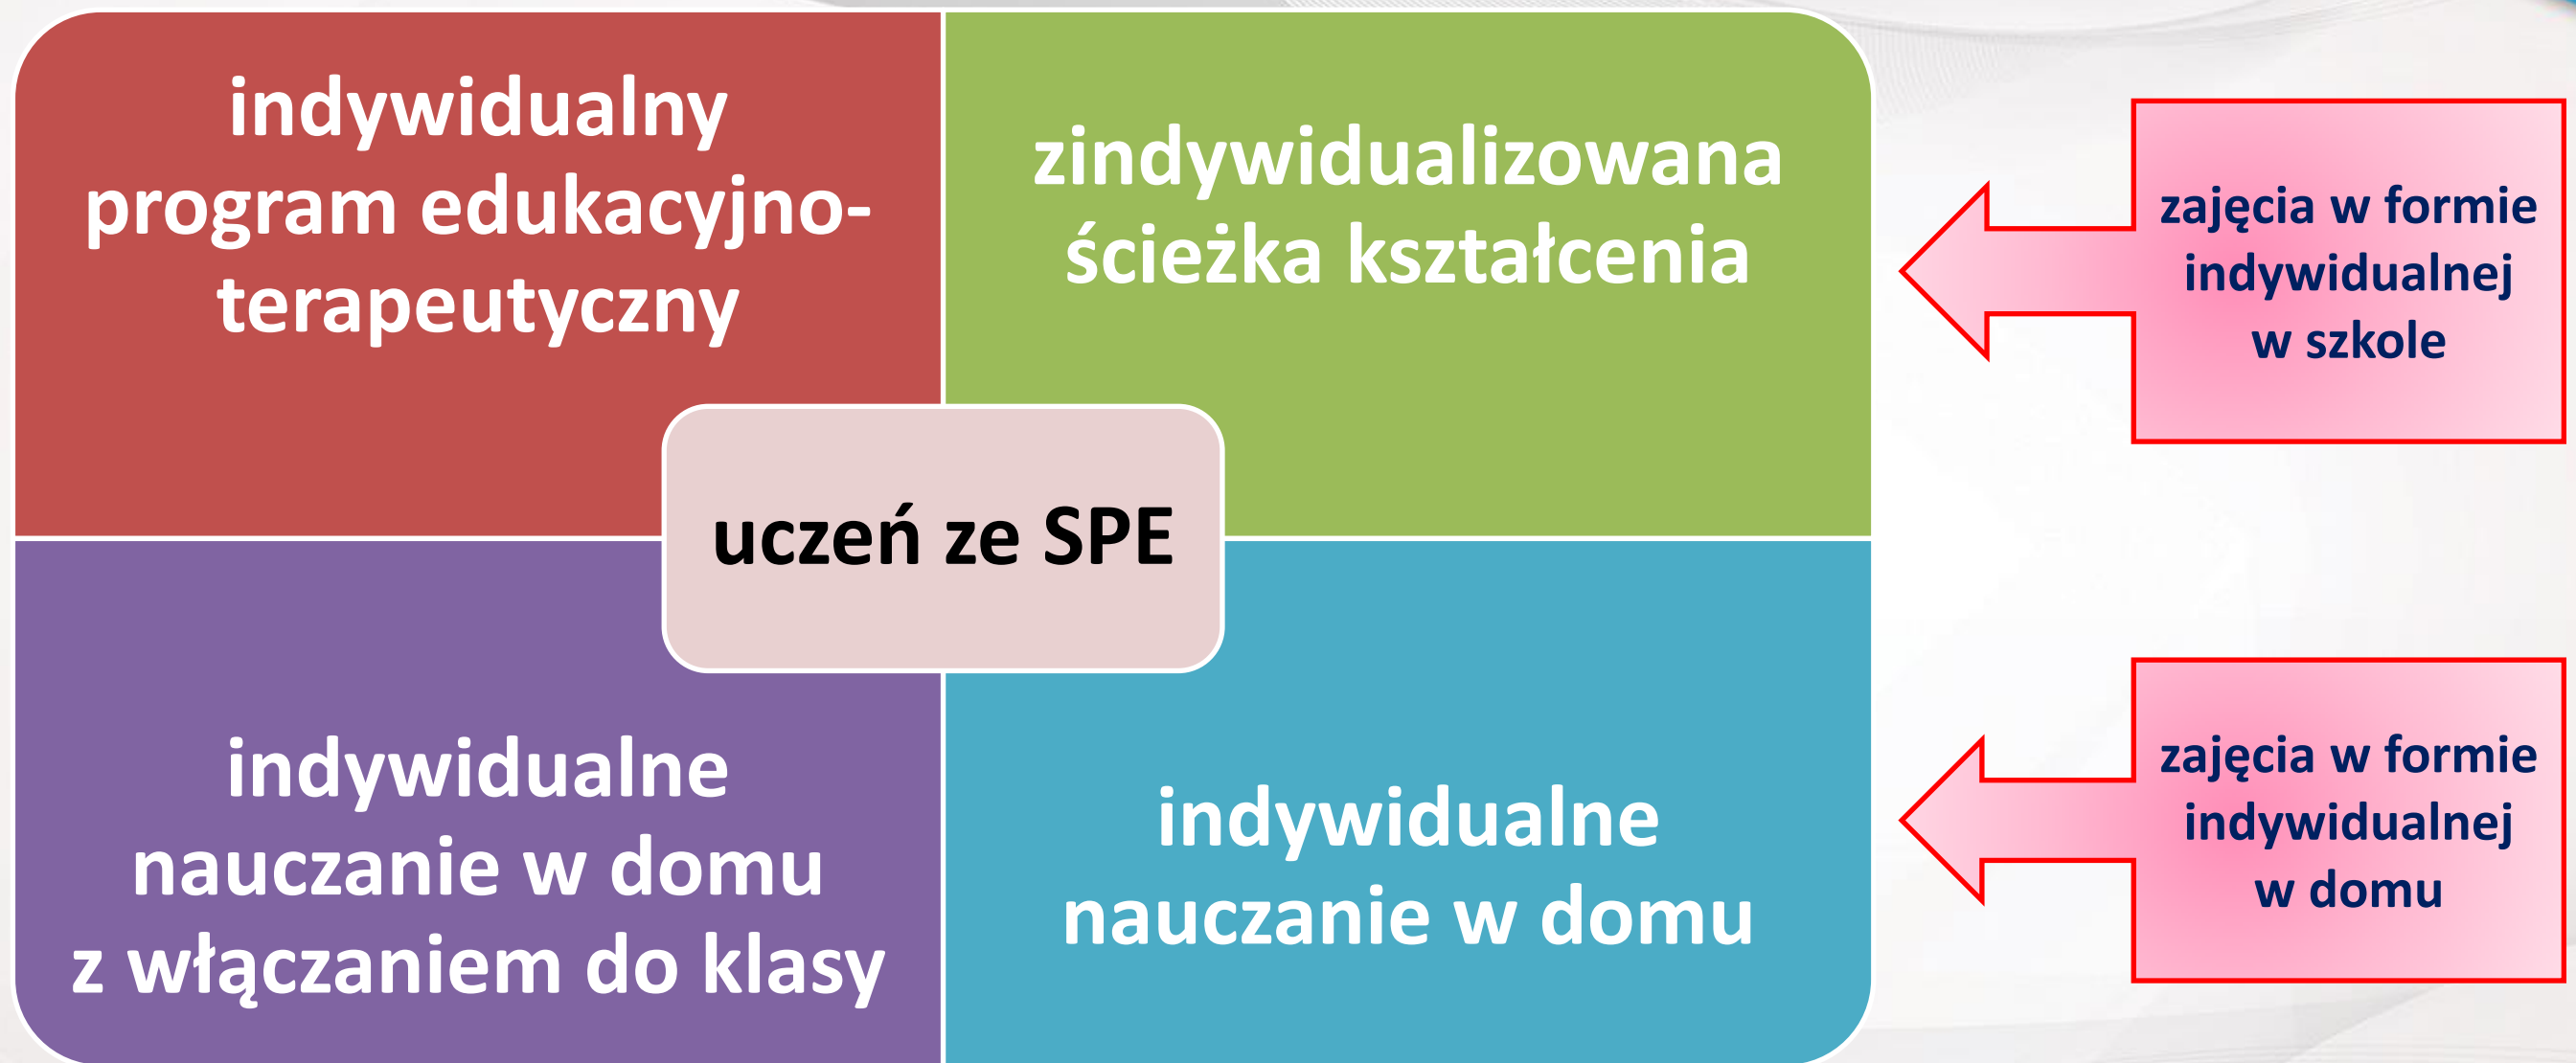 indywidualny
program edukacyjno-
terapeutyczny
zindywidualizowana
ścieżka kształcenia
zajęcia w formie
indywidualnej
w szkole
uczeń ze SPE
indywidualne
nauczanie w domu
z włączaniem do klasy
indywidualne
nauczanie w domu
zajęcia w formie
indywidualnej
w domu